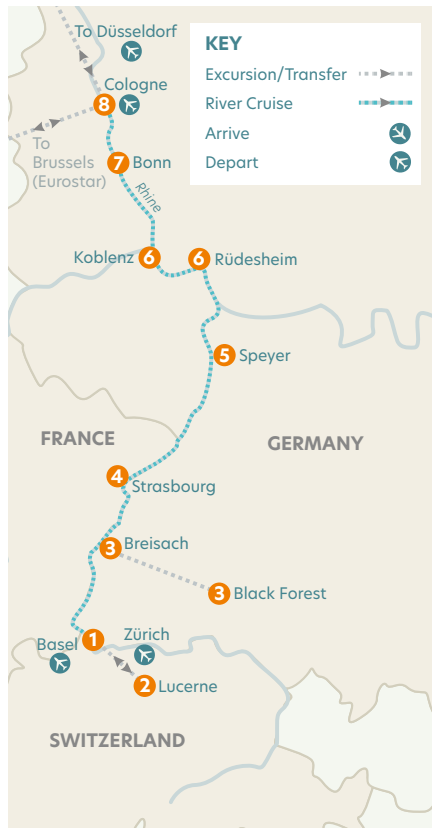 To Düsseldorf
KEY
Excursion/Transfer
River Cruise
Arrive
Depart
Cologne
8
To
Brussels
(Eurostar)
7 Bonn
Rhine
Koblenz
6
6 Rüdesheim
5 Speyer
FRANCE
GERMANY
4
Strasbourg
Breisach
3
3 Black Forest
Basel
1
Zürich
2 Lucerne
SWITZERLAND